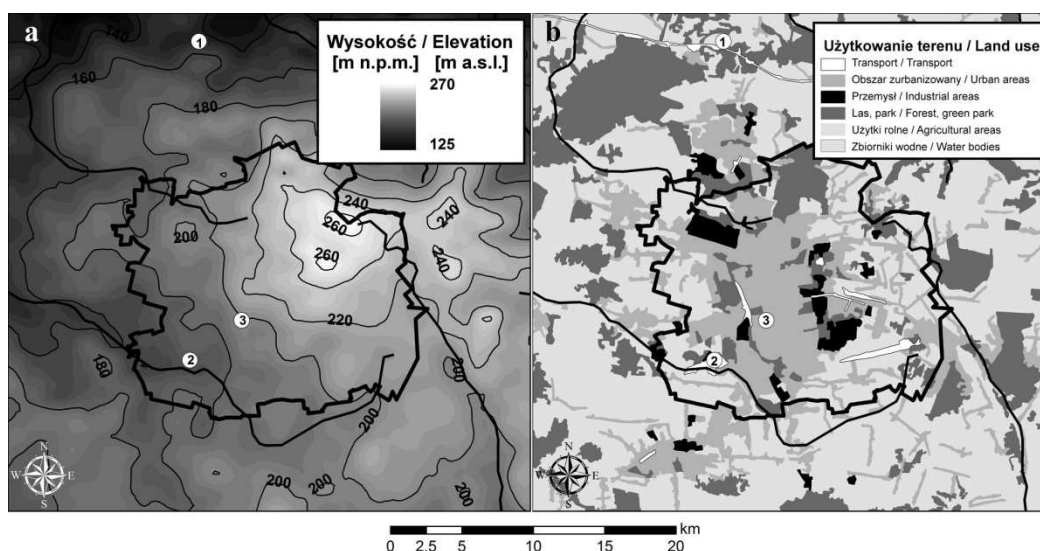 a
Wysokość / Elevation
[m n.p.m.] [m a.s.l.]
270
125
140
160
180
200
240
260
260
240
240
220
180
200
200
200
200
200
1
2
3
N
W E
S
b
Użytkowanie terenu / Land use
Transport / Transport
Obszar zurbanizowany / Urban areas
Przemysł / Industrial areas
Las, park / Forest, green park
Użytki rolne / Agricultural areas
Zbiorniki wodne / Water bodies
1
2
3
N
W E
S
km
0 2.5 5 10 15 20